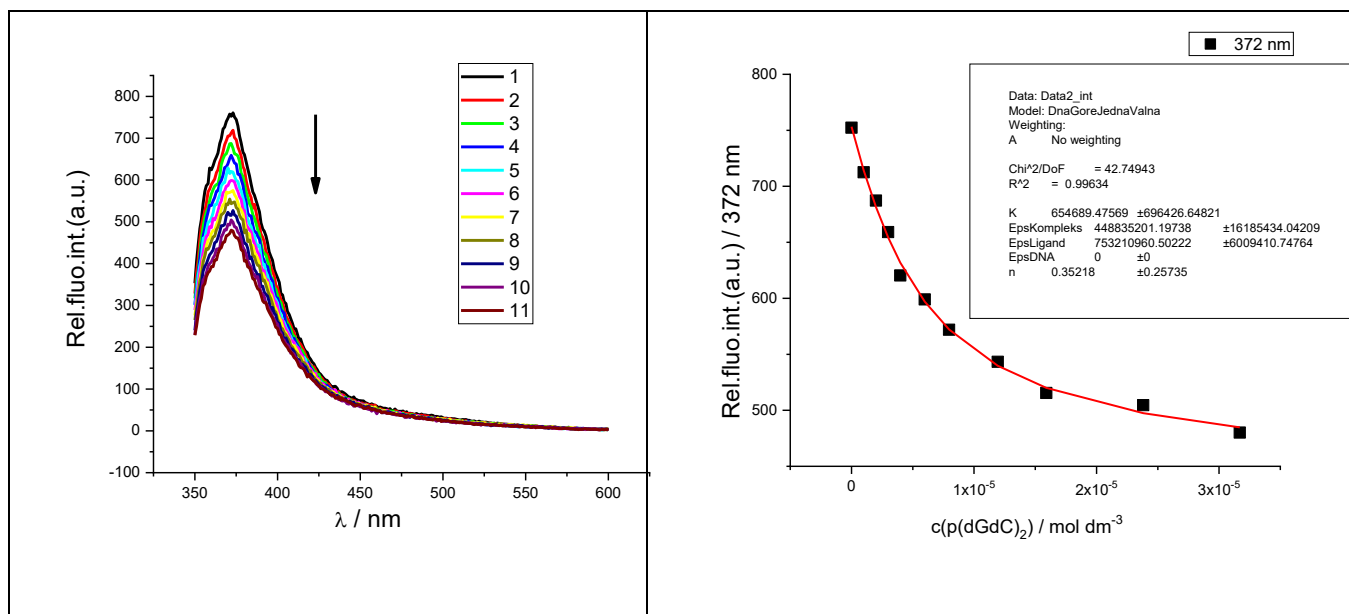 800
700
600
500
400
300
200
100
0
-100
350
400
450
500
550
600
Rel.fluo.int.(a.u.)
λ / nm
1
2
3
4
5
6
7
8
9
10
11
372 nm
800
700
600
500
0
1x10⁻⁵
2x10⁻⁵
3x10⁻⁵
Rel.fluo.int.(a.u.) / 372 nm
c(p(dGdC)₂) / mol dm⁻³
Data: Data2_int
Model: DnaGoreJednaValna
Weighting:
A No weighting
Chi^2/DoF = 42.74943
R^2 = 0.99634
K 654689.47569 ±696426.64821
EpsKompleks 448835201.19738 ±16185434.04209
EpsLigand 753210960.50222 ±6009410.74764
EpsDNA 0 ±0
n 0.35218 ±0.25735